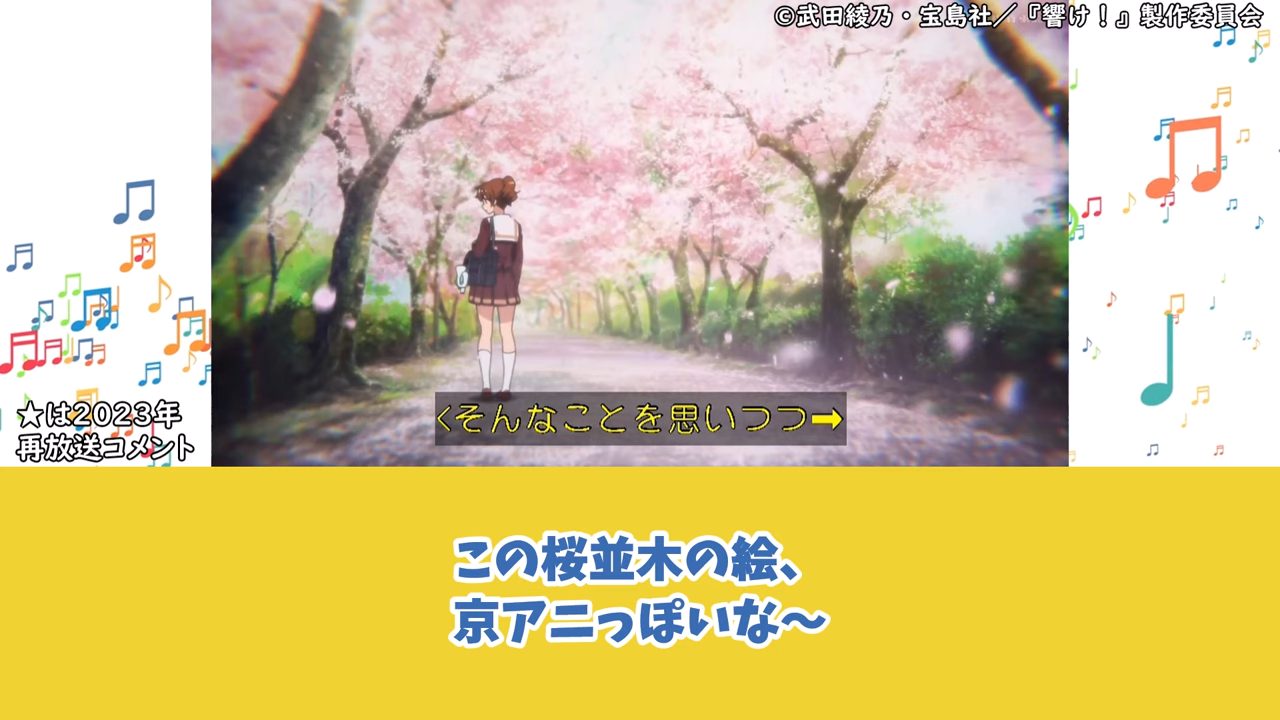 ©武田綾乃・宝島社／『響け！』製作委員会
★は2023年
再放送コメント
<そんなことを思いつつ➡
この桜並木の絵、
京アニっぽいな～